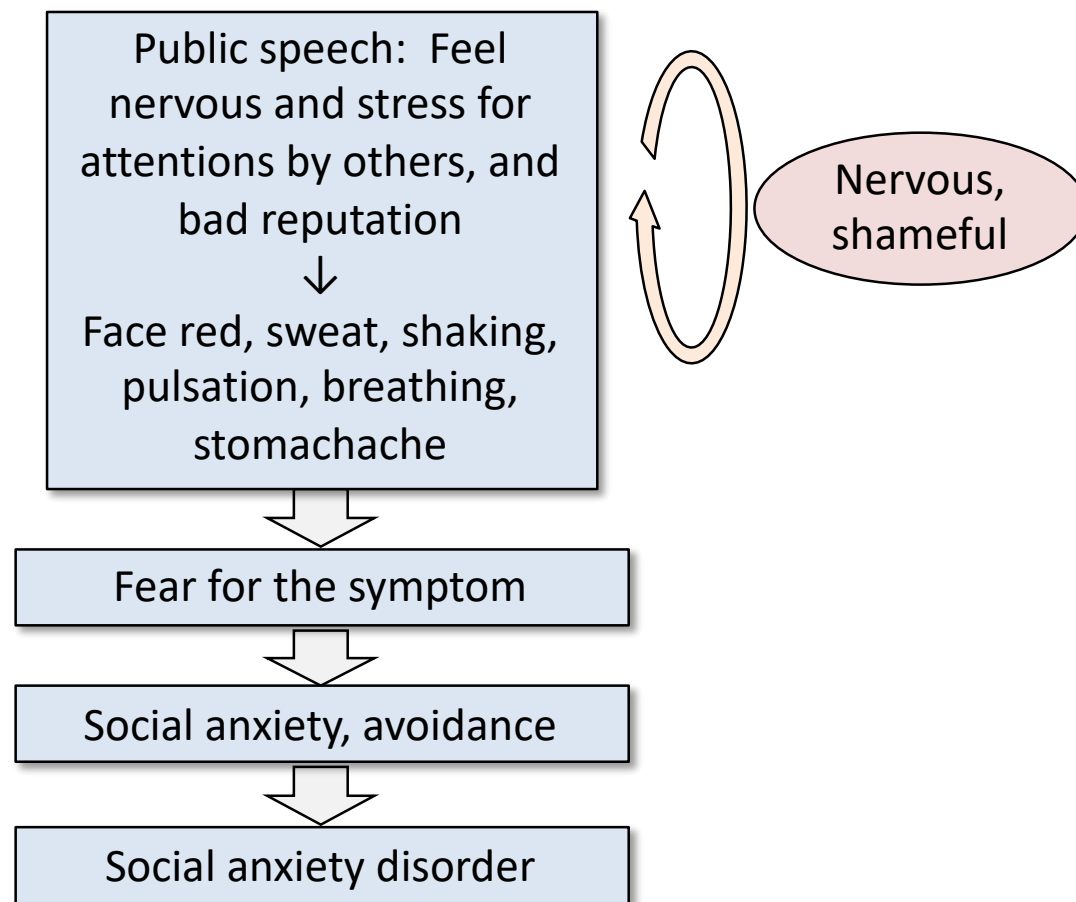 Public speech:  Feel
nervous and stress for
attentions by others, and
bad reputation
↓
Face red, sweat, shaking,
pulsation, breathing,
stomachache
Nervous,
shameful
Fear for the symptom
Social anxiety, avoidance
Social anxiety disorder